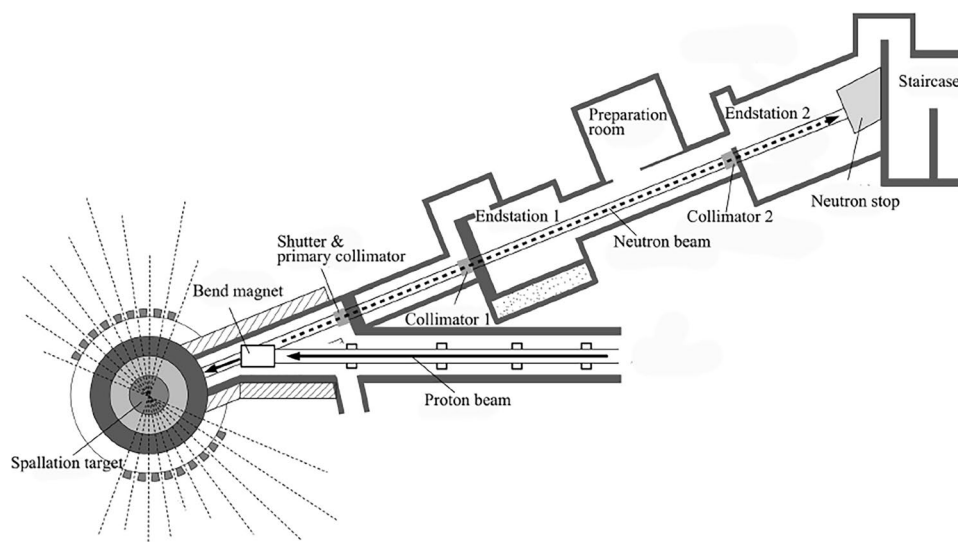 Staircase
Preparation
room
Endstation 2
Neutron stop
Collimator 2
Endstation 1
Neutron beam
Shutter &
primary collimator
Bend magnet
Collimator 1
Proton beam
Spallation target